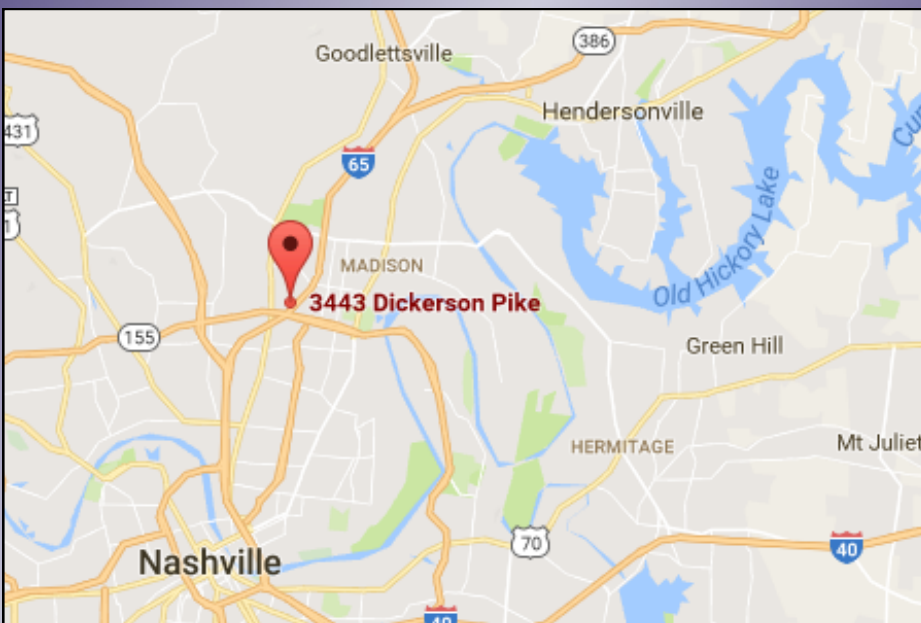 386
Goodlettsville
Hendersonville
431
65
Old Hickory Lake
MADISON
3443 Dickerson Pike
155
Green Hill
HERMITAGE
Mt Juliet
70
40
Nashville